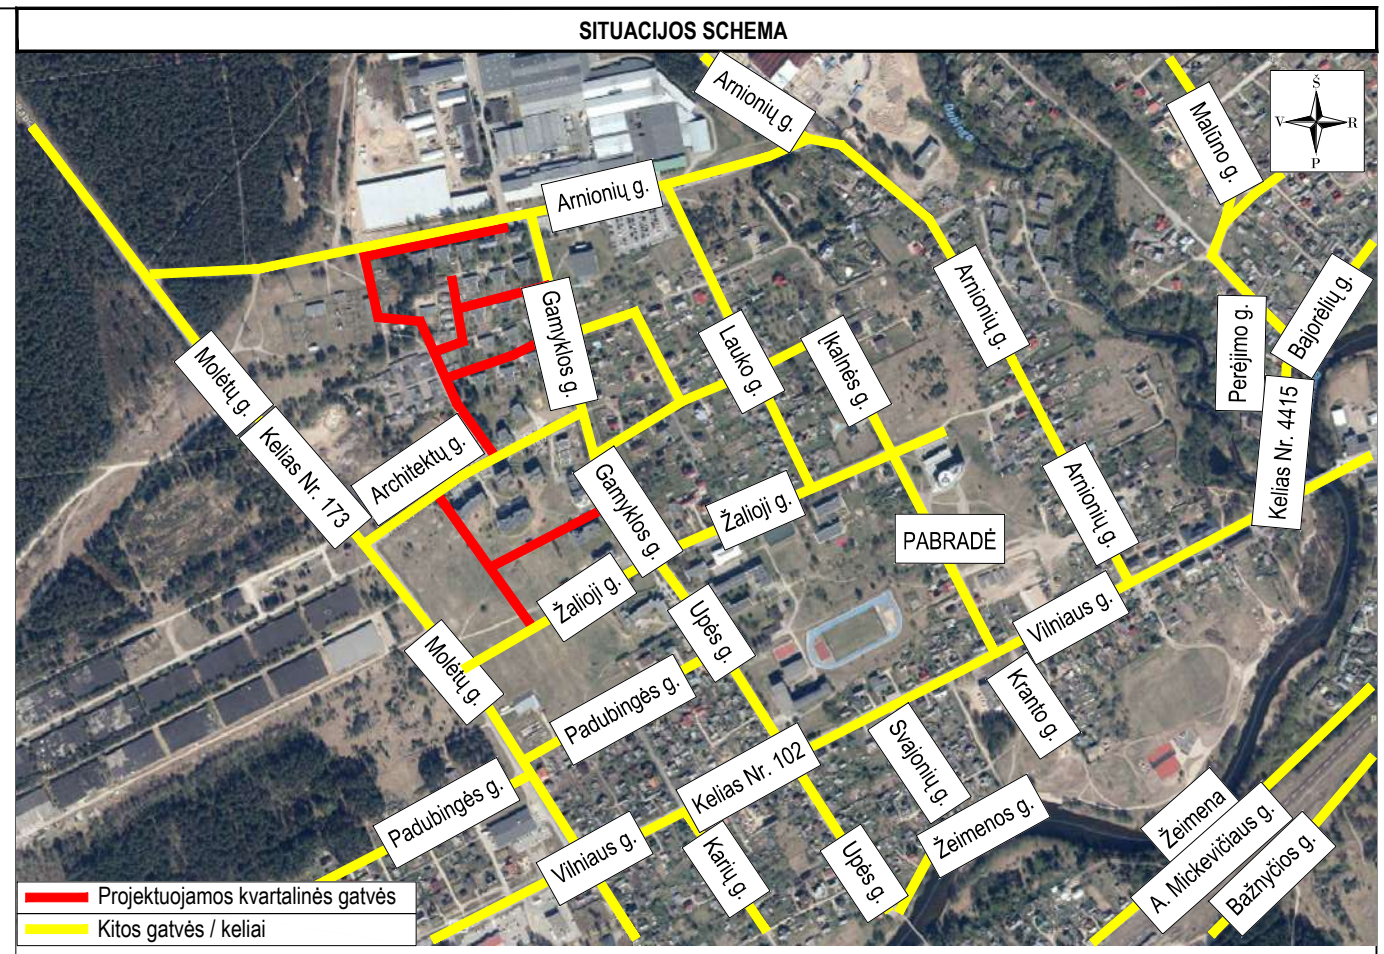 SITUACIJOS SCHEMA
Arnionių g.
Dubinga
Malūno g.
Š
V
R
P
Arnionių g.
Arnionių g.
Gamyklos g.
Lauko g.
Įkalnės g.
Perėjimo g.
Bajorėlių g.
Molėtų g.
Kelias Nr. 173
Architektų g.
Kelias Nr. 4415
Gamyklos g.
Žalioji g.
Arnionių g.
PABRADĖ
Žalioji g.
Upės g.
Vilniaus g.
Molėtų g.
Padubingės g.
Kranto g.
Svajonių g.
Kelias Nr. 102
Padubingės g.
Vilniaus g.
Karių g.
Upės g.
Žeimenos g.
Žeimena
A. Mickevičiaus g.
Bažnyčios g.
Projektuojamos kvartalinės gatvės
Kitos gatvės / keliai